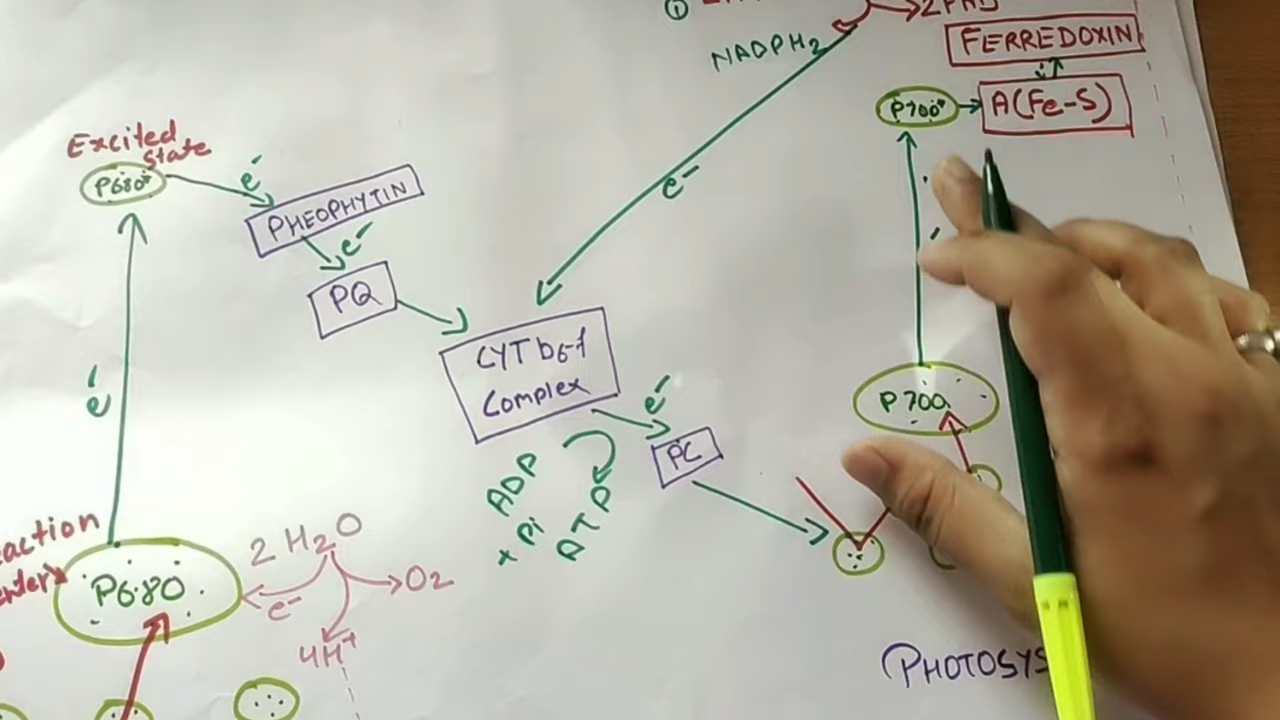 ①
NADPH₂
FERREDOXIN
A(Fe-S)
P700*
Excited
state
P680*
e⁻
PHEOPHYTIN
e⁻
PQ
e⁻
CYT b6-f
Complex
e⁻
PC
e⁻
ADP
+ Pi
ATP
P700
P680
2 H₂O
e⁻
O₂
4H⁺
PHOTOSYS